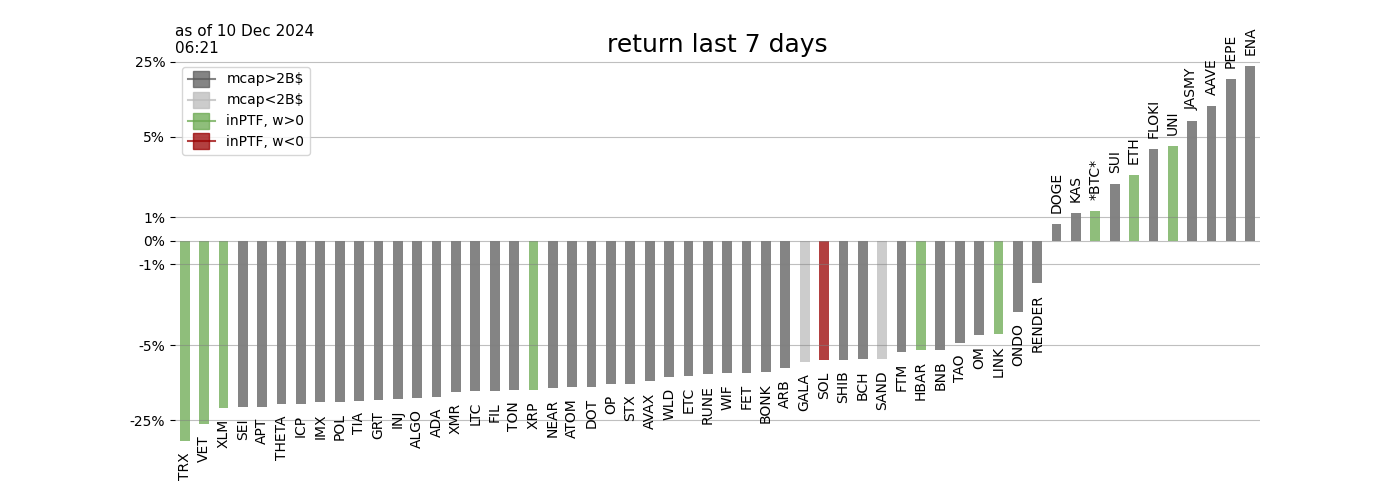 as of 10 Dec 2024
06:21
return last 7 days
25%
5%
1%
0%
-1%
-5%
-25%
mcap>2B$
mcap<2B$
inPTF, w>0
inPTF, w<0
TRX
VET
XLM
SEI
APT
THETA
ICP
IMX
POL
TIA
GRT
INJ
ALGO
ADA
XMR
LTC
FIL
TON
XRP
NEAR
ATOM
DOT
OP
STX
AVAX
WLD
ETC
RUNE
WIF
FET
BONK
ARB
GALA
SOL
SHIB
BCH
SAND
FTM
HBAR
BNB
TAO
OM
LINK
ONDO
RENDER
DOGE
KAS
*BTC*
SUI
ETH
FLOKI
UNI
JASMY
AAVE
PEPE
ENA